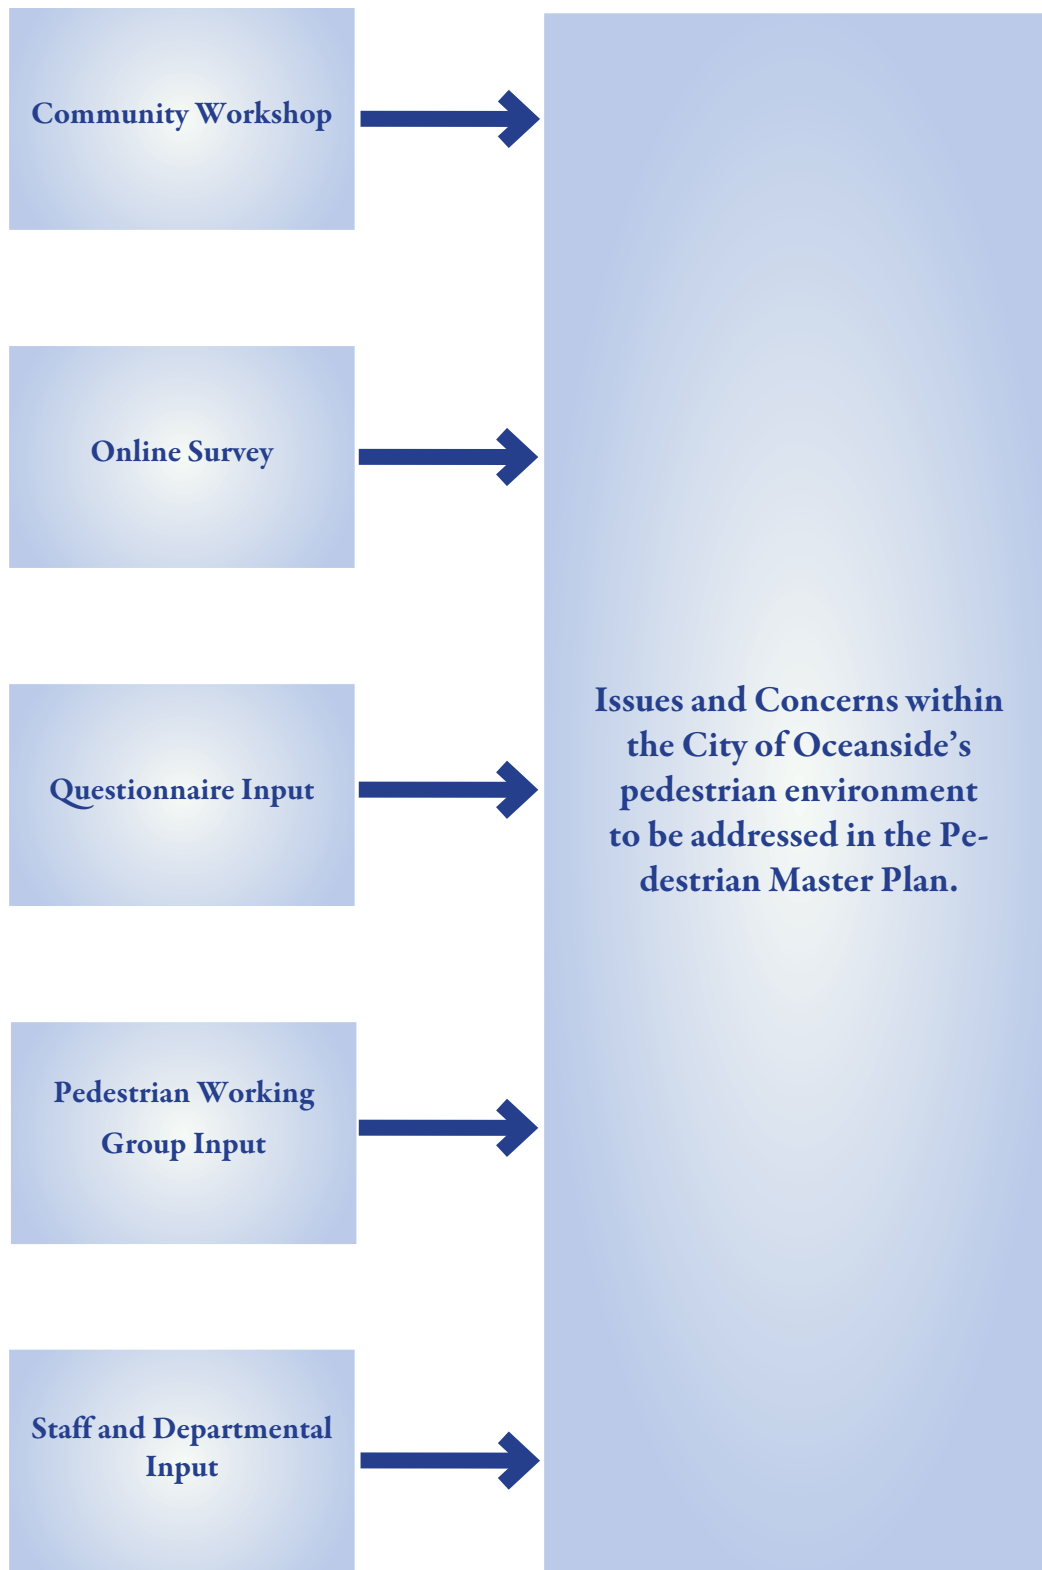 Community Workshop
Online Survey
Questionnaire Input
Pedestrian Working
Group Input
Staff and Departmental
Input
Issues and Concerns within
the City of Oceanside’s
pedestrian environment
to be addressed in the Pe-
destrian Master Plan.